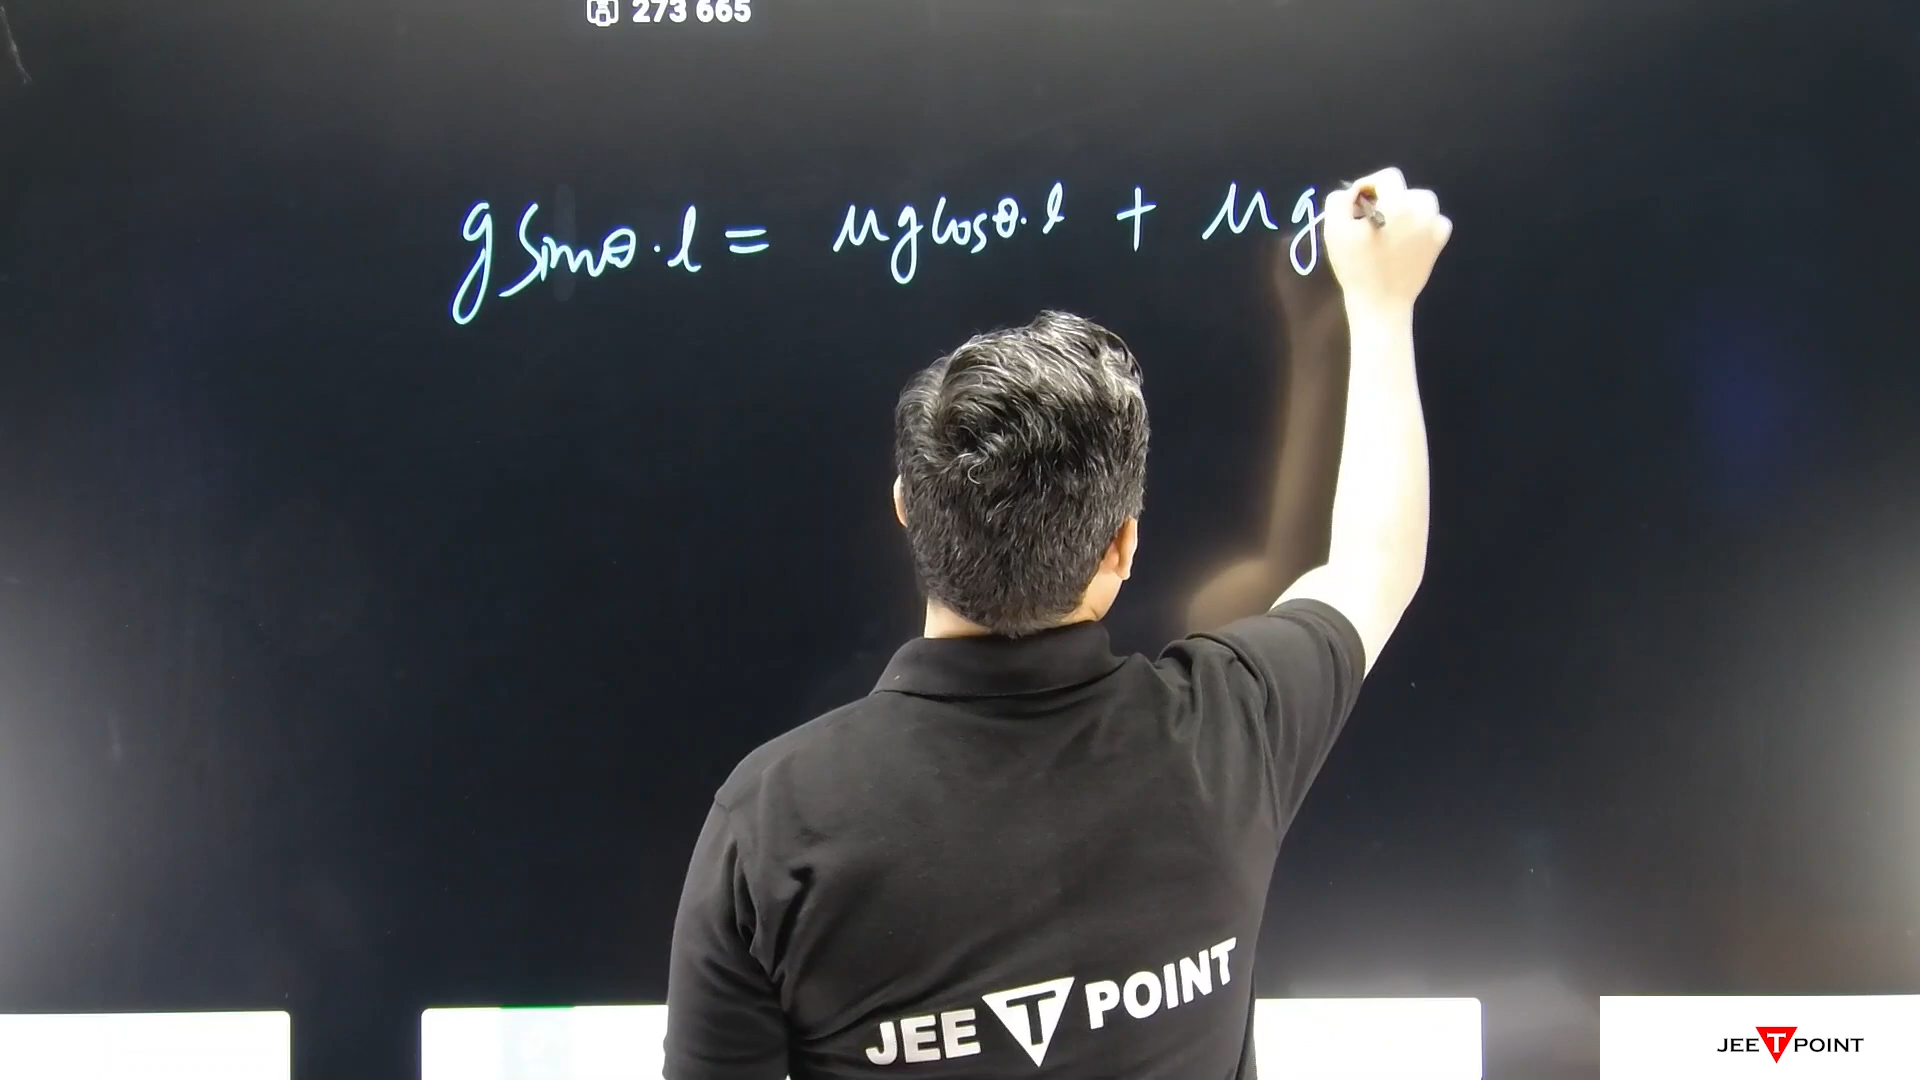 273 665
g sinθ · l = μg cosθ · l + μg
JEE T POINT
JEE T POINT